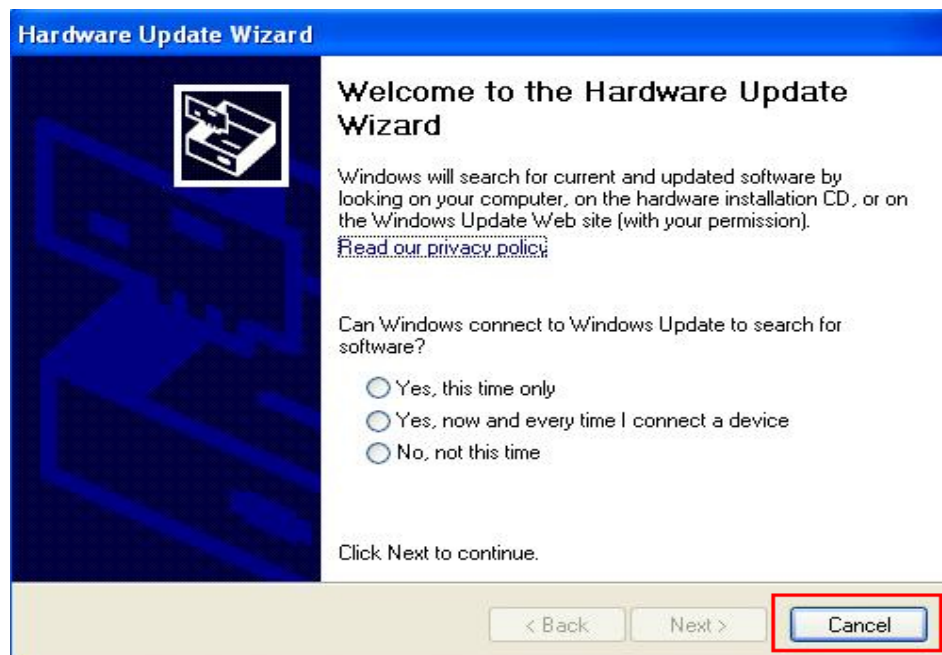 Hardware Update Wizard
Welcome to the Hardware Update
Wizard
Windows will search for current and updated software by
looking on your computer, on the hardware installation CD, or on
the Windows Update Web site (with your permission).
Read our privacy policy
Can Windows connect to Windows Update to search for
software?
Yes, this time only
Yes, now and every time I connect a device
No, not this time
Click Next to continue.
< Back Next > Cancel